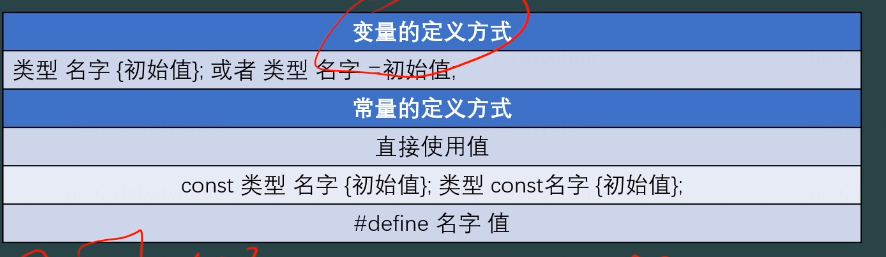 变量的定义方式
类型 名字 {初始值}; 或者 类型 名字 =初始值;
常量的定义方式
直接使用值
const 类型 名字 {初始值}; 类型 const名字 {初始值};
#define 名字 值